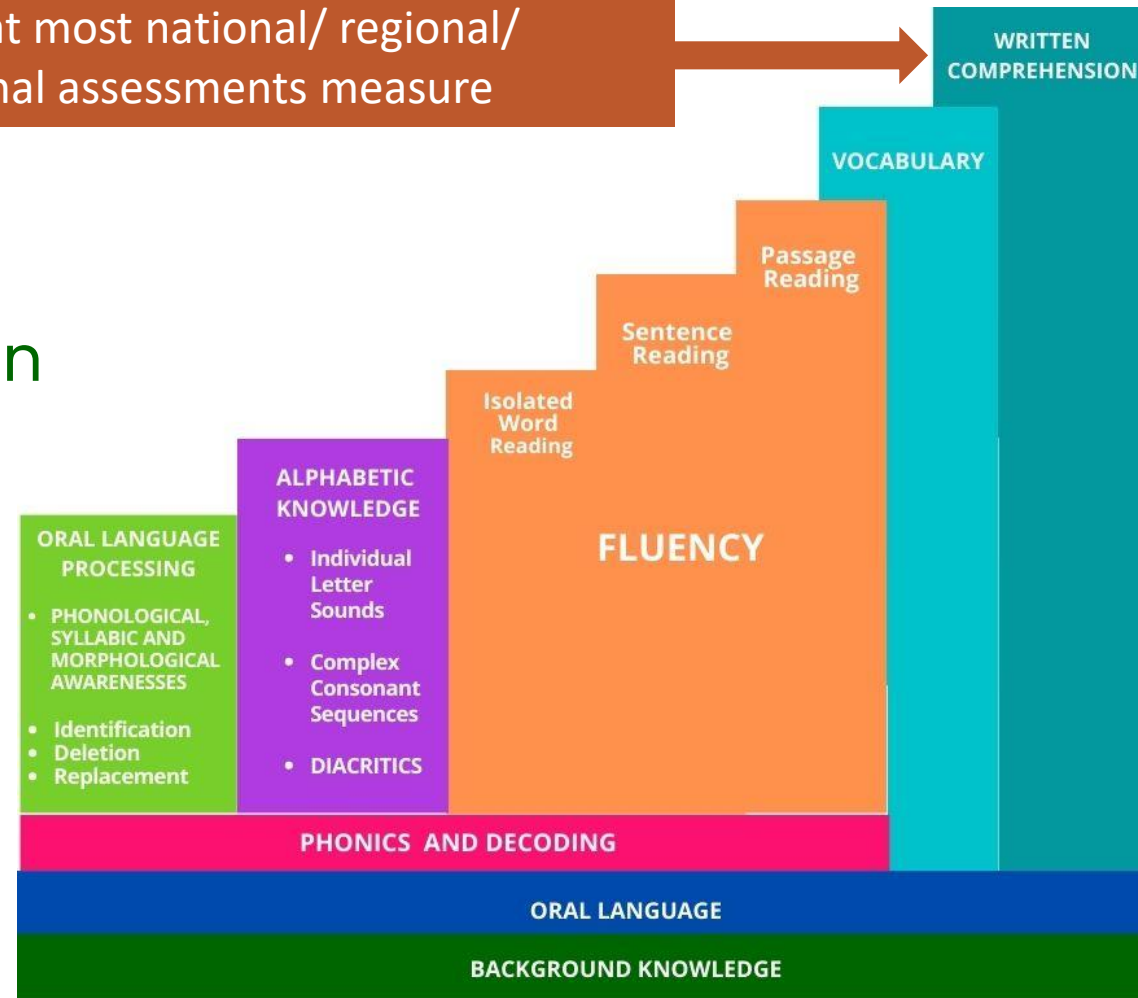 most national/ regional/
assessments measure
WRITTEN
COMPREHENSION
VOCABULARY
Passage
Reading
Sentence
Reading
Isolated
Word
Reading
FLUENCY
ALPHABETIC
KNOWLEDGE
• Individual
Letter
Sounds
• Complex
Consonant
Sequences
• DIACRITICS
ORAL LANGUAGE
PROCESSING
• PHONOLOGICAL,
SYLLABIC AND
MORPHOLOGICAL
AWARENESSES
• Identification
• Deletion
• Replacement
PHONICS AND DECODING
ORAL LANGUAGE
BACKGROUND KNOWLEDGE